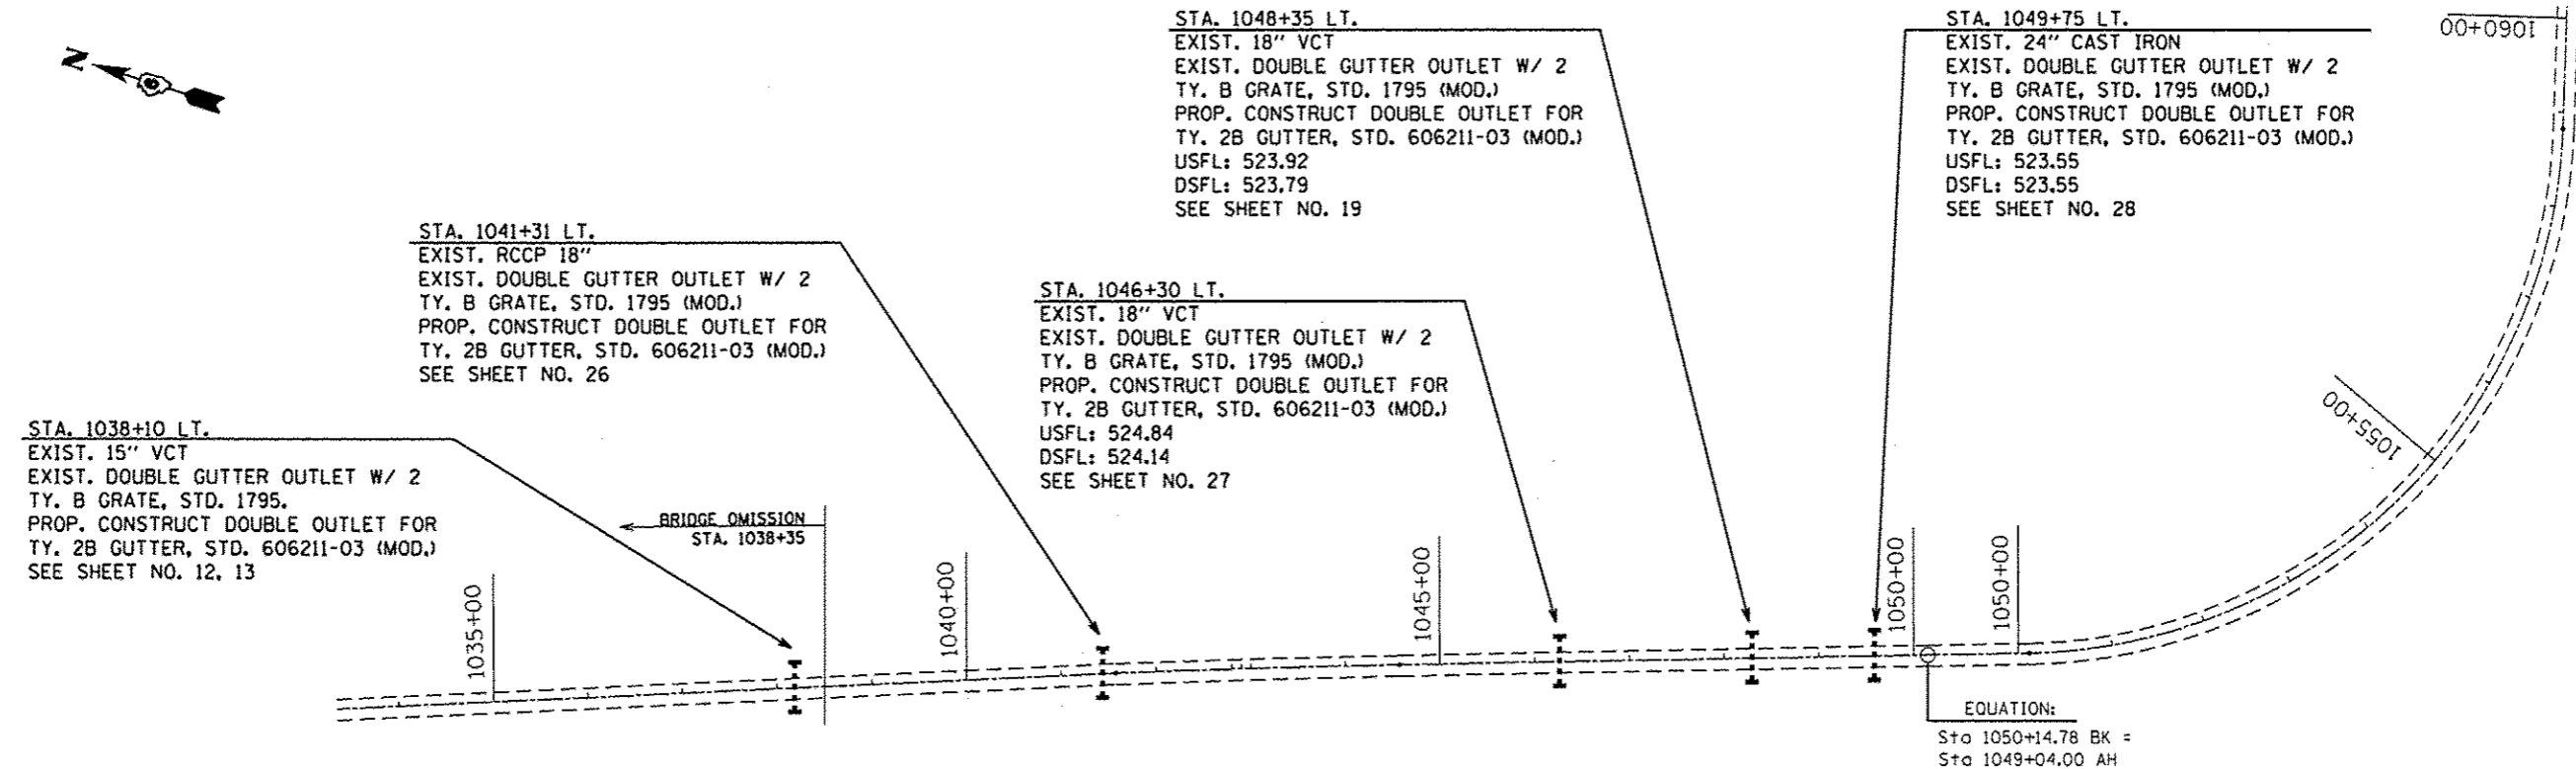 N
STA. 1048+35 LT.
EXIST. 18" VCT
EXIST. DOUBLE GUTTER OUTLET W/ 2
TY. B GRATE, STD. 1795 (MOD.)
PROP. CONSTRUCT DOUBLE OUTLET FOR
TY. 2B GUTTER, STD. 606211-03 (MOD.)
USFL: 523.92
DSFL: 523.79
SEE SHEET NO. 19
STA. 1049+75 LT.
EXIST. 24" CAST IRON
EXIST. DOUBLE GUTTER OUTLET W/ 2
TY. B GRATE, STD. 1795 (MOD.)
PROP. CONSTRUCT DOUBLE OUTLET FOR
TY. 2B GUTTER, STD. 606211-03 (MOD.)
USFL: 523.55
DSFL: 523.55
SEE SHEET NO. 28
1060+00
STA. 1041+31 LT.
EXIST. RCCP 18"
EXIST. DOUBLE GUTTER OUTLET W/ 2
TY. B GRATE, STD. 1795 (MOD.)
PROP. CONSTRUCT DOUBLE OUTLET FOR
TY. 2B GUTTER, STD. 606211-03 (MOD.)
SEE SHEET NO. 26
STA. 1046+30 LT.
EXIST. 18" VCT
EXIST. DOUBLE GUTTER OUTLET W/ 2
TY. B GRATE, STD. 1795 (MOD.)
PROP. CONSTRUCT DOUBLE OUTLET FOR
TY. 2B GUTTER, STD. 606211-03 (MOD.)
USFL: 524.84
DSFL: 524.14
SEE SHEET NO. 27
STA. 1038+10 LT.
EXIST. 15" VCT
EXIST. DOUBLE GUTTER OUTLET W/ 2
TY. B GRATE, STD. 1795.
PROP. CONSTRUCT DOUBLE OUTLET FOR
TY. 2B GUTTER, STD. 606211-03 (MOD.)
SEE SHEET NO. 12, 13
BRIDGE OMISSION
STA. 1038+35
1035+00
1040+00
1045+00
1050+00
1050+00
1055+00
EQUATION:
Sta 1050+14.78 BK =
Sta 1049+04.00 AH